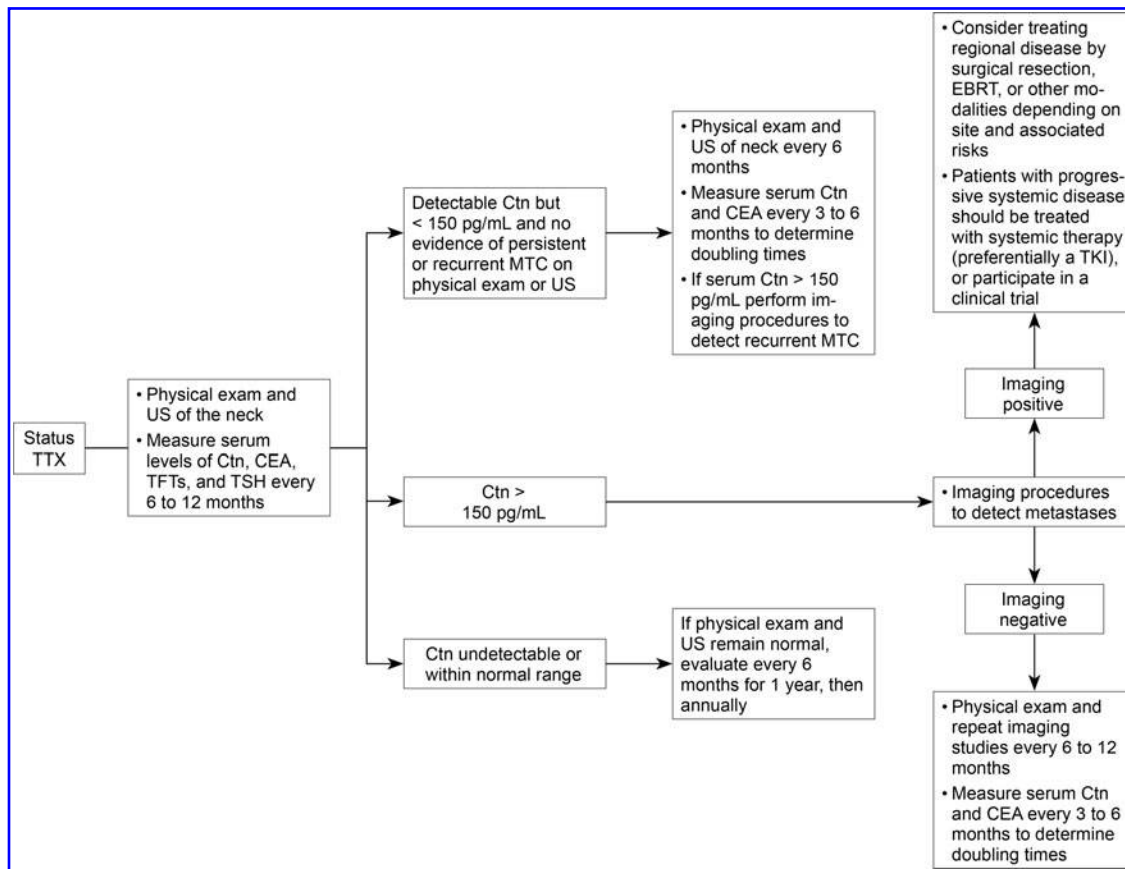 Status
TTX
• Physical exam and
US of the neck
• Measure serum
levels of Ctn, CEA,
TFTs, and TSH every
6 to 12 months
Detectable Ctn but
< 150 pg/mL and no
evidence of persistent
or recurrent MTC on
physical exam or US
• Physical exam and
US of neck every 6
months
• Measure serum Ctn
and CEA every 3 to 6
months to determine
doubling times
• If serum Ctn > 150
pg/mL perform im-
aging procedures to
detect recurrent MTC
Ctn >
150 pg/mL
• Imaging procedures
to detect metastases
Imaging
positive
• Consider treating
regional disease by
surgical resection,
EBRT, or other mo-
dalities depending on
site and associated
risks
• Patients with progres-
sive systemic disease
should be treated
with systemic therapy
(preferentially a TKI),
or participate in a
clinical trial
Imaging
negative
• Physical exam and
repeat imaging
studies every 6 to 12
months
• Measure serum Ctn
and CEA every 3 to 6
months to determine
doubling times
Ctn undetectable or
within normal range
If physical exam and
US remain normal,
evaluate every 6
months for 1 year, then
annually